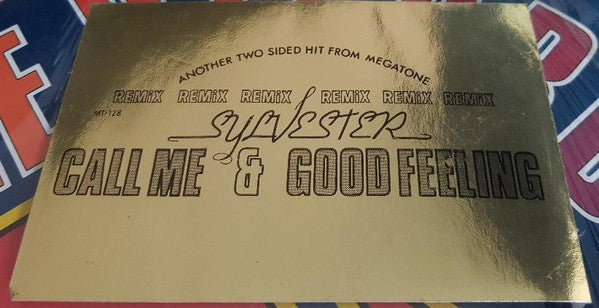 ANOTHER TWO SIDED HIT FROM MEGATONE
REMiX REMiX REMiX REMiX REMiX REMiX
MT-128
SYLVESTER
CALL ME & GOOD FEELING